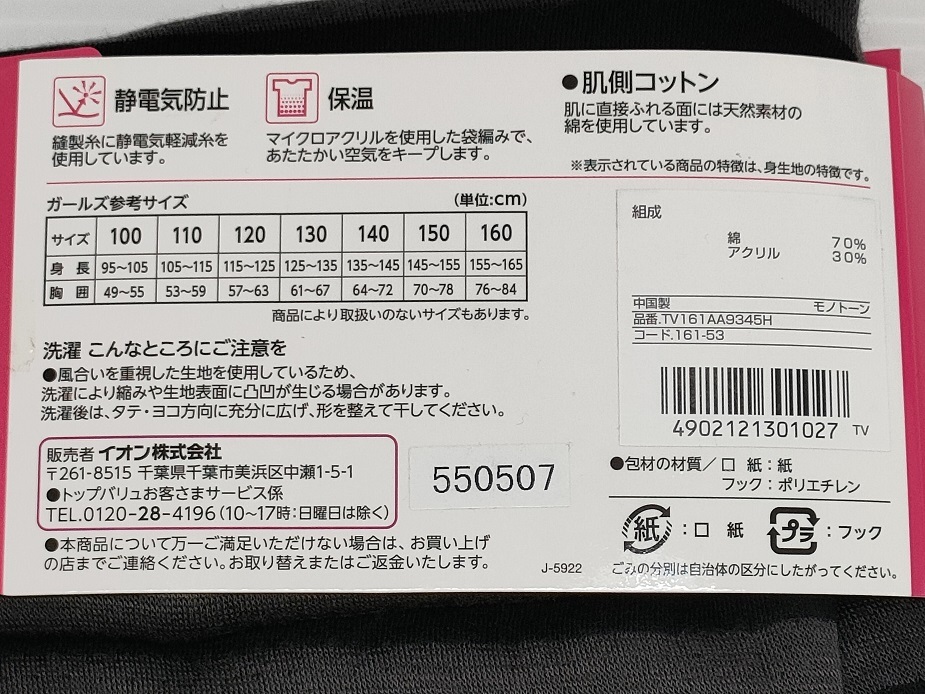 静電気防止
縫製糸に静電気軽減糸を
使用しています。
保温
マイクロアクリルを使用した袋編みで、
あたたかい空気をキープします。
●肌側コットン
肌に直接ふれる面には天然素材の
綿を使用しています。
※表示されている商品の特徴は、身生地の特徴です。
ガールズ参考サイズ (単位:cm)
サイズ 100 110 120 130 140 150 160
身長 95〜105 105〜115 115〜125 125〜135 135〜145 145〜155 155〜165
胸囲 49〜55 53〜59 57〜63 61〜67 64〜72 70〜78 76〜84
商品により取扱いのないサイズもあります。
洗濯 こんなところにご注意を
●風合いを重視した生地を使用しているため、
洗濯により縮みや生地表面に凸凹が生じる場合があります。
洗濯後は、タテ・ヨコ方向に充分に広げ、形を整えて干してください。
販売者 イオン株式会社
〒261-8515 千葉県千葉市美浜区中瀬1-5-1
●トップバリュお客さまサービス係
TEL.0120-28-4196(10〜17時:日曜日は除く)
550507
●本商品について万一ご満足いただけない場合は、お買い上げ
の店までご連絡ください。お取り替えまたはご返金いたします。
J-5922
組成
綿 70%
アクリル 30%
中国製 モノトーン
品番.TV161AA9345H
コード.161-53
4902121301027 TV
●包材の材質/口 紙:紙
フック:ポリエチレン
紙:口 紙 プラ:フック
ごみの分別は自治体の区分にしたがってください。